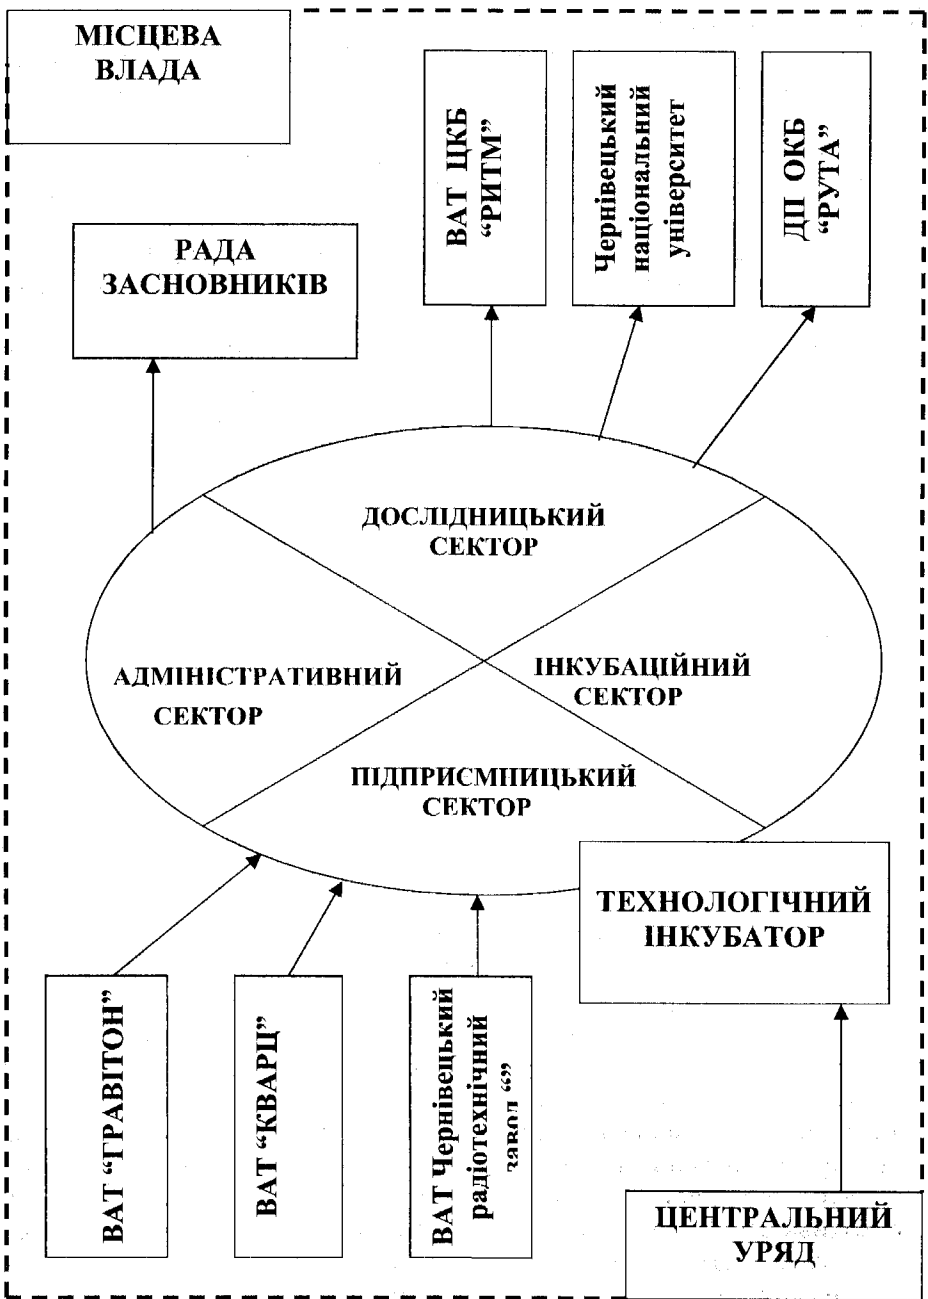 МІСЦЕВА
ВЛАДА
ВАТ ЦКБ
“РИТМ”
Чернівецький
національний
університет
ДП ОКБ
“РУТА”
РАДА
ЗАСНОВНИКІВ
ДОСЛІДНИЦЬКИЙ
СЕКТОР
АДМІНІСТРАТИВНИЙ
СЕКТОР
ІНКУБАЦІЙНИЙ
СЕКТОР
ПІДПРИЄМНИЦЬКИЙ
СЕКТОР
ТЕХНОЛОГІЧНИЙ
ІНКУБАТОР
ВАТ “ГРАВІТОН”
ВАТ “КВАРЦ”
ВАТ Чернівецький
радіотехнічний
завод “”
ЦЕНТРАЛЬНИЙ
УРЯД